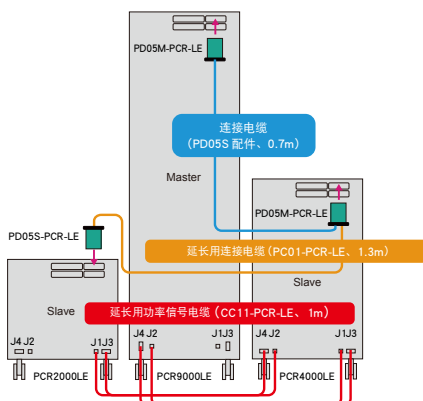 PD05M-PCR-LE
连接电缆
(PD05S 配件、0.7m)
Master
PD05M-PCR-LE
PD05S-PCR-LE
延长用连接电缆(PC01-PCR-LE、1.3m)
Slave
Slave
延长用功率信号电缆(CC11-PCR-LE、1m)
J4 J2
J1J3
J4 J2
J1J3
J4 J2
J1J3
PCR2000LE
PCR9000LE
PCR4000LE